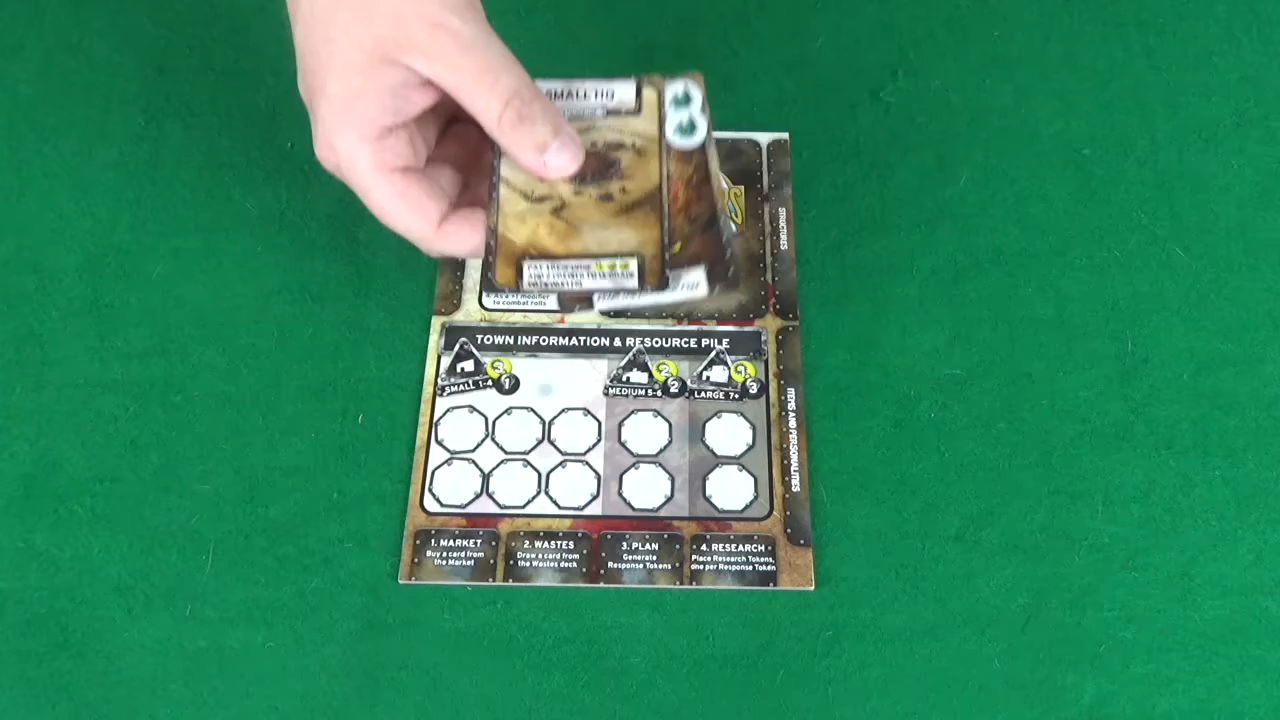 SMALL HQ
4. As a +1 modifier
to combat rolls
STRUCTURES
TOWN INFORMATION & RESOURCE PILE
SMALL 1-4
3
1
MEDIUM 5-6
2
2
LARGE 7+
1
3
ITEMS AND PERSONALITIES
1. MARKET
Buy a card from
the Market
2. WASTES
Draw a card from
the Wastes deck
3. PLAN
Generate
Response Tokens
4. RESEARCH
Place Research Tokens,
one per Response Token